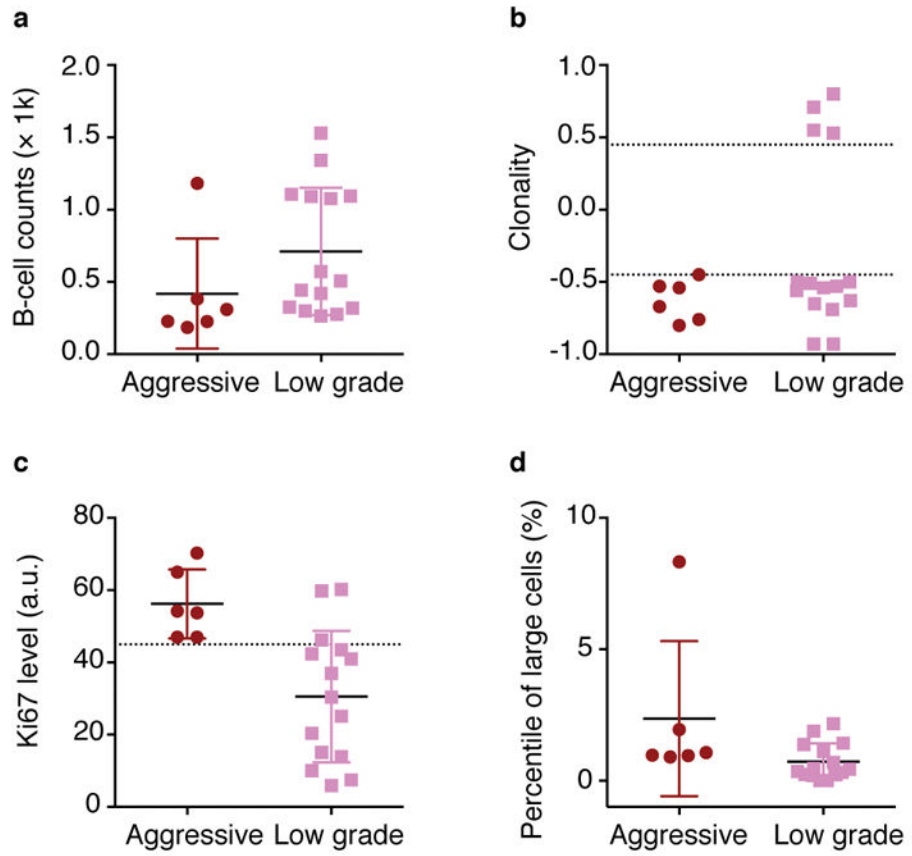 a
B-cell counts (× 1k)
2.0
1.5
1.0
0.5
0.0
Aggressive Low grade
b
Clonality
1.0
0.5
0.0
-0.5
-1.0
Aggressive Low grade
c
Ki67 level (a.u.)
80
60
40
20
0
Aggressive Low grade
d
Percentile of large cells (%)
10
5
0
Aggressive Low grade